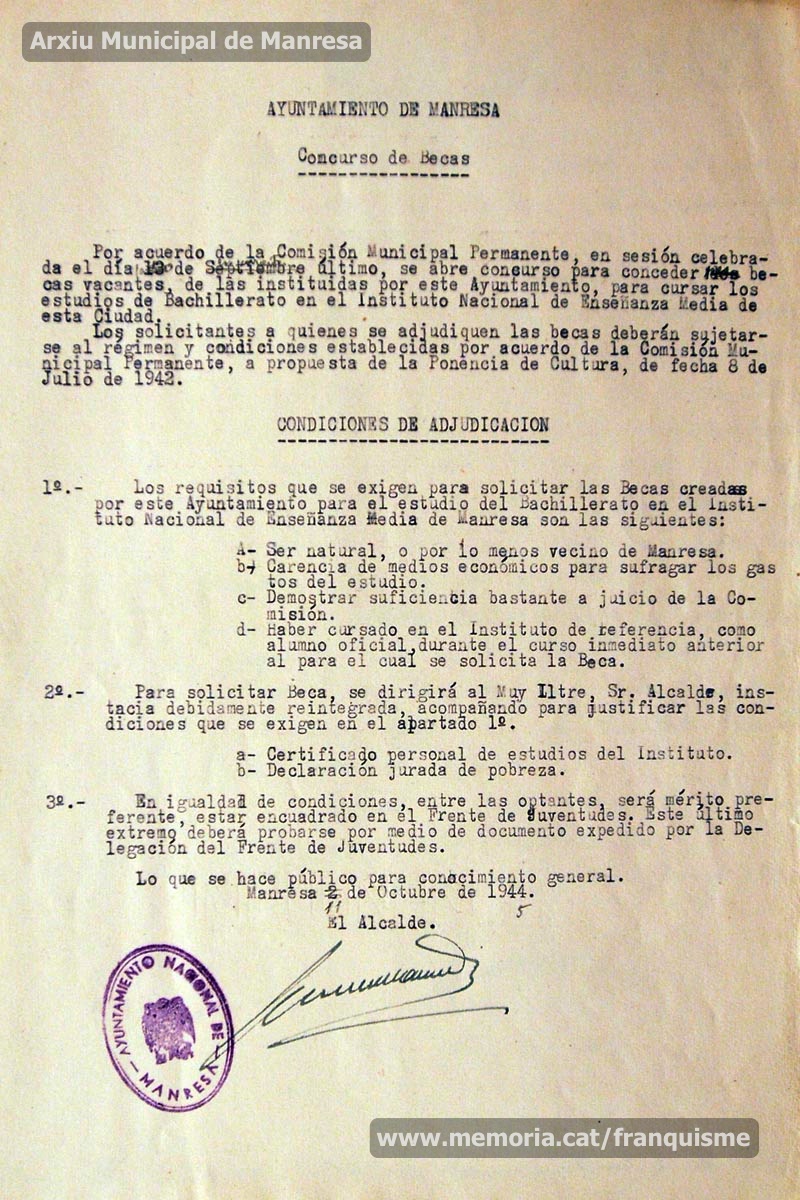 Arxiu Municipal de Manresa
AYUNTAMIENTO DE MANRESA
Concurso de Becas
Por acuerdo de la Comisión Municipal Permanente, en sesión celebra-
da el día de Septiembre último, se abre concurso para conceder be-
cas vacantes, de las instituidas por este Ayuntamiento, para cursar los
estudios de Bachillerato en el Instituto Nacional de Enseñanza Media de
esta Ciudad.
Los solicitantes a quienes se adjudiquen las becas deberán sujetar-
se al régimen y condiciones establecidas por acuerdo de la Comisión Mu-
nicipal Permanente, a propuesta de la Ponencia de Cultura, de fecha 8 de
Julio de 1942.
CONDICIONES DE ADJUDICACION
1º.- Los requisitos que se exigen para solicitar las Becas creadas
por este Ayuntamiento para el estudio del Bachillerato en el Insti-
tuto Nacional de Enseñanza Media de Manresa son las siguientes:
A- Ser natural, o por lo menos vecino de Manresa.
b- Carencia de medios económicos para sufragar los gas
tos del estudio.
c- Demostrar suficiencia bastante a juicio de la Co-
misión.
d- Haber cursado en el Instituto de referencia, como
alumno oficial, durante el curso inmediato anterior
al para el cual se solicita la Beca.
2º.- Para solicitar Beca, se dirigirá al Muy Iltre, Sr. Alcalde, ins-
tacia debidamente reintegrada, acompañando para justificar las con-
diciones que se exigen en el apartado 1º.
a- Certificado personal de estudios del Instituto.
b- Declaración jurada de pobreza.
3º.- En igualdad de condiciones, entre las optantes, será mérito pre-
ferente, estar encuadrado en el Frente de Juventudes. Este último
extremo deberá probarse por medio de documento expedido por la De-
legación del Frente de Juventudes.
Lo que se hace público para conocimiento general.
Manresa 2 de Octubre de 1944.
11 5
El Alcalde.
AYUNTAMIENTO NACIONAL DE
- MANRESA -
www.memoria.cat/franquisme